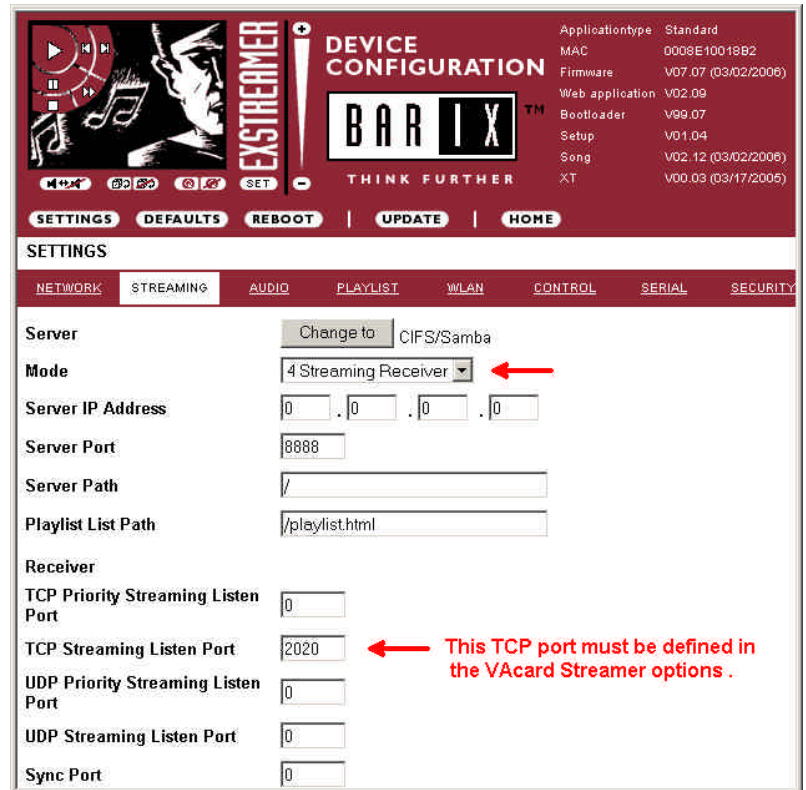 EXSTREAMER
DEVICE
CONFIGURATION
BARIX TM
THINK FURTHER
SET
Applicationtype Standard
MAC 0008E10018B2
Firmware V07.07 (03/02/2006)
Web application V02.09
Bootloader V99.07
Setup V01.04
Song V02.12 (03/02/2006)
XT V00.03 (03/17/2005)
SETTINGS DEFAULTS REBOOT | UPDATE | HOME
SETTINGS
NETWORK STREAMING AUDIO PLAYLIST WLAN CONTROL SERIAL SECURITY
Server Change to CIFS/Samba
Mode 4 Streaming Receiver
Server IP Address 0 . 0 . 0 . 0
Server Port 8888
Server Path /
Playlist List Path /playlist.html
Receiver
TCP Priority Streaming Listen
Port 0
TCP Streaming Listen Port 2020
This TCP port must be defined in
the VAcard Streamer options .
UDP Priority Streaming Listen
Port 0
UDP Streaming Listen Port 0
Sync Port 0